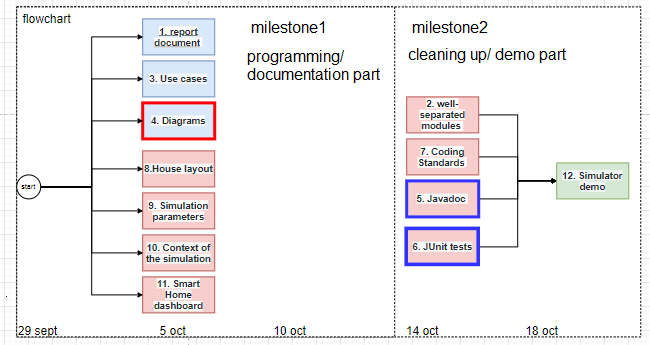 flowchart
milestone1
programming/
documentation part
milestone2
cleaning up/ demo part
start
1. report
document
3. Use cases
4. Diagrams
8.House layout
9. Simulation
parameters
10. Context of
the simulation
11. Smart
Home
dashboard
2. well-
separated
modules
7. Coding
Standards
5. Javadoc
6. JUnit tests
12. Simulator
demo
29 sept
5 oct
10 oct
14 oct
18 oct